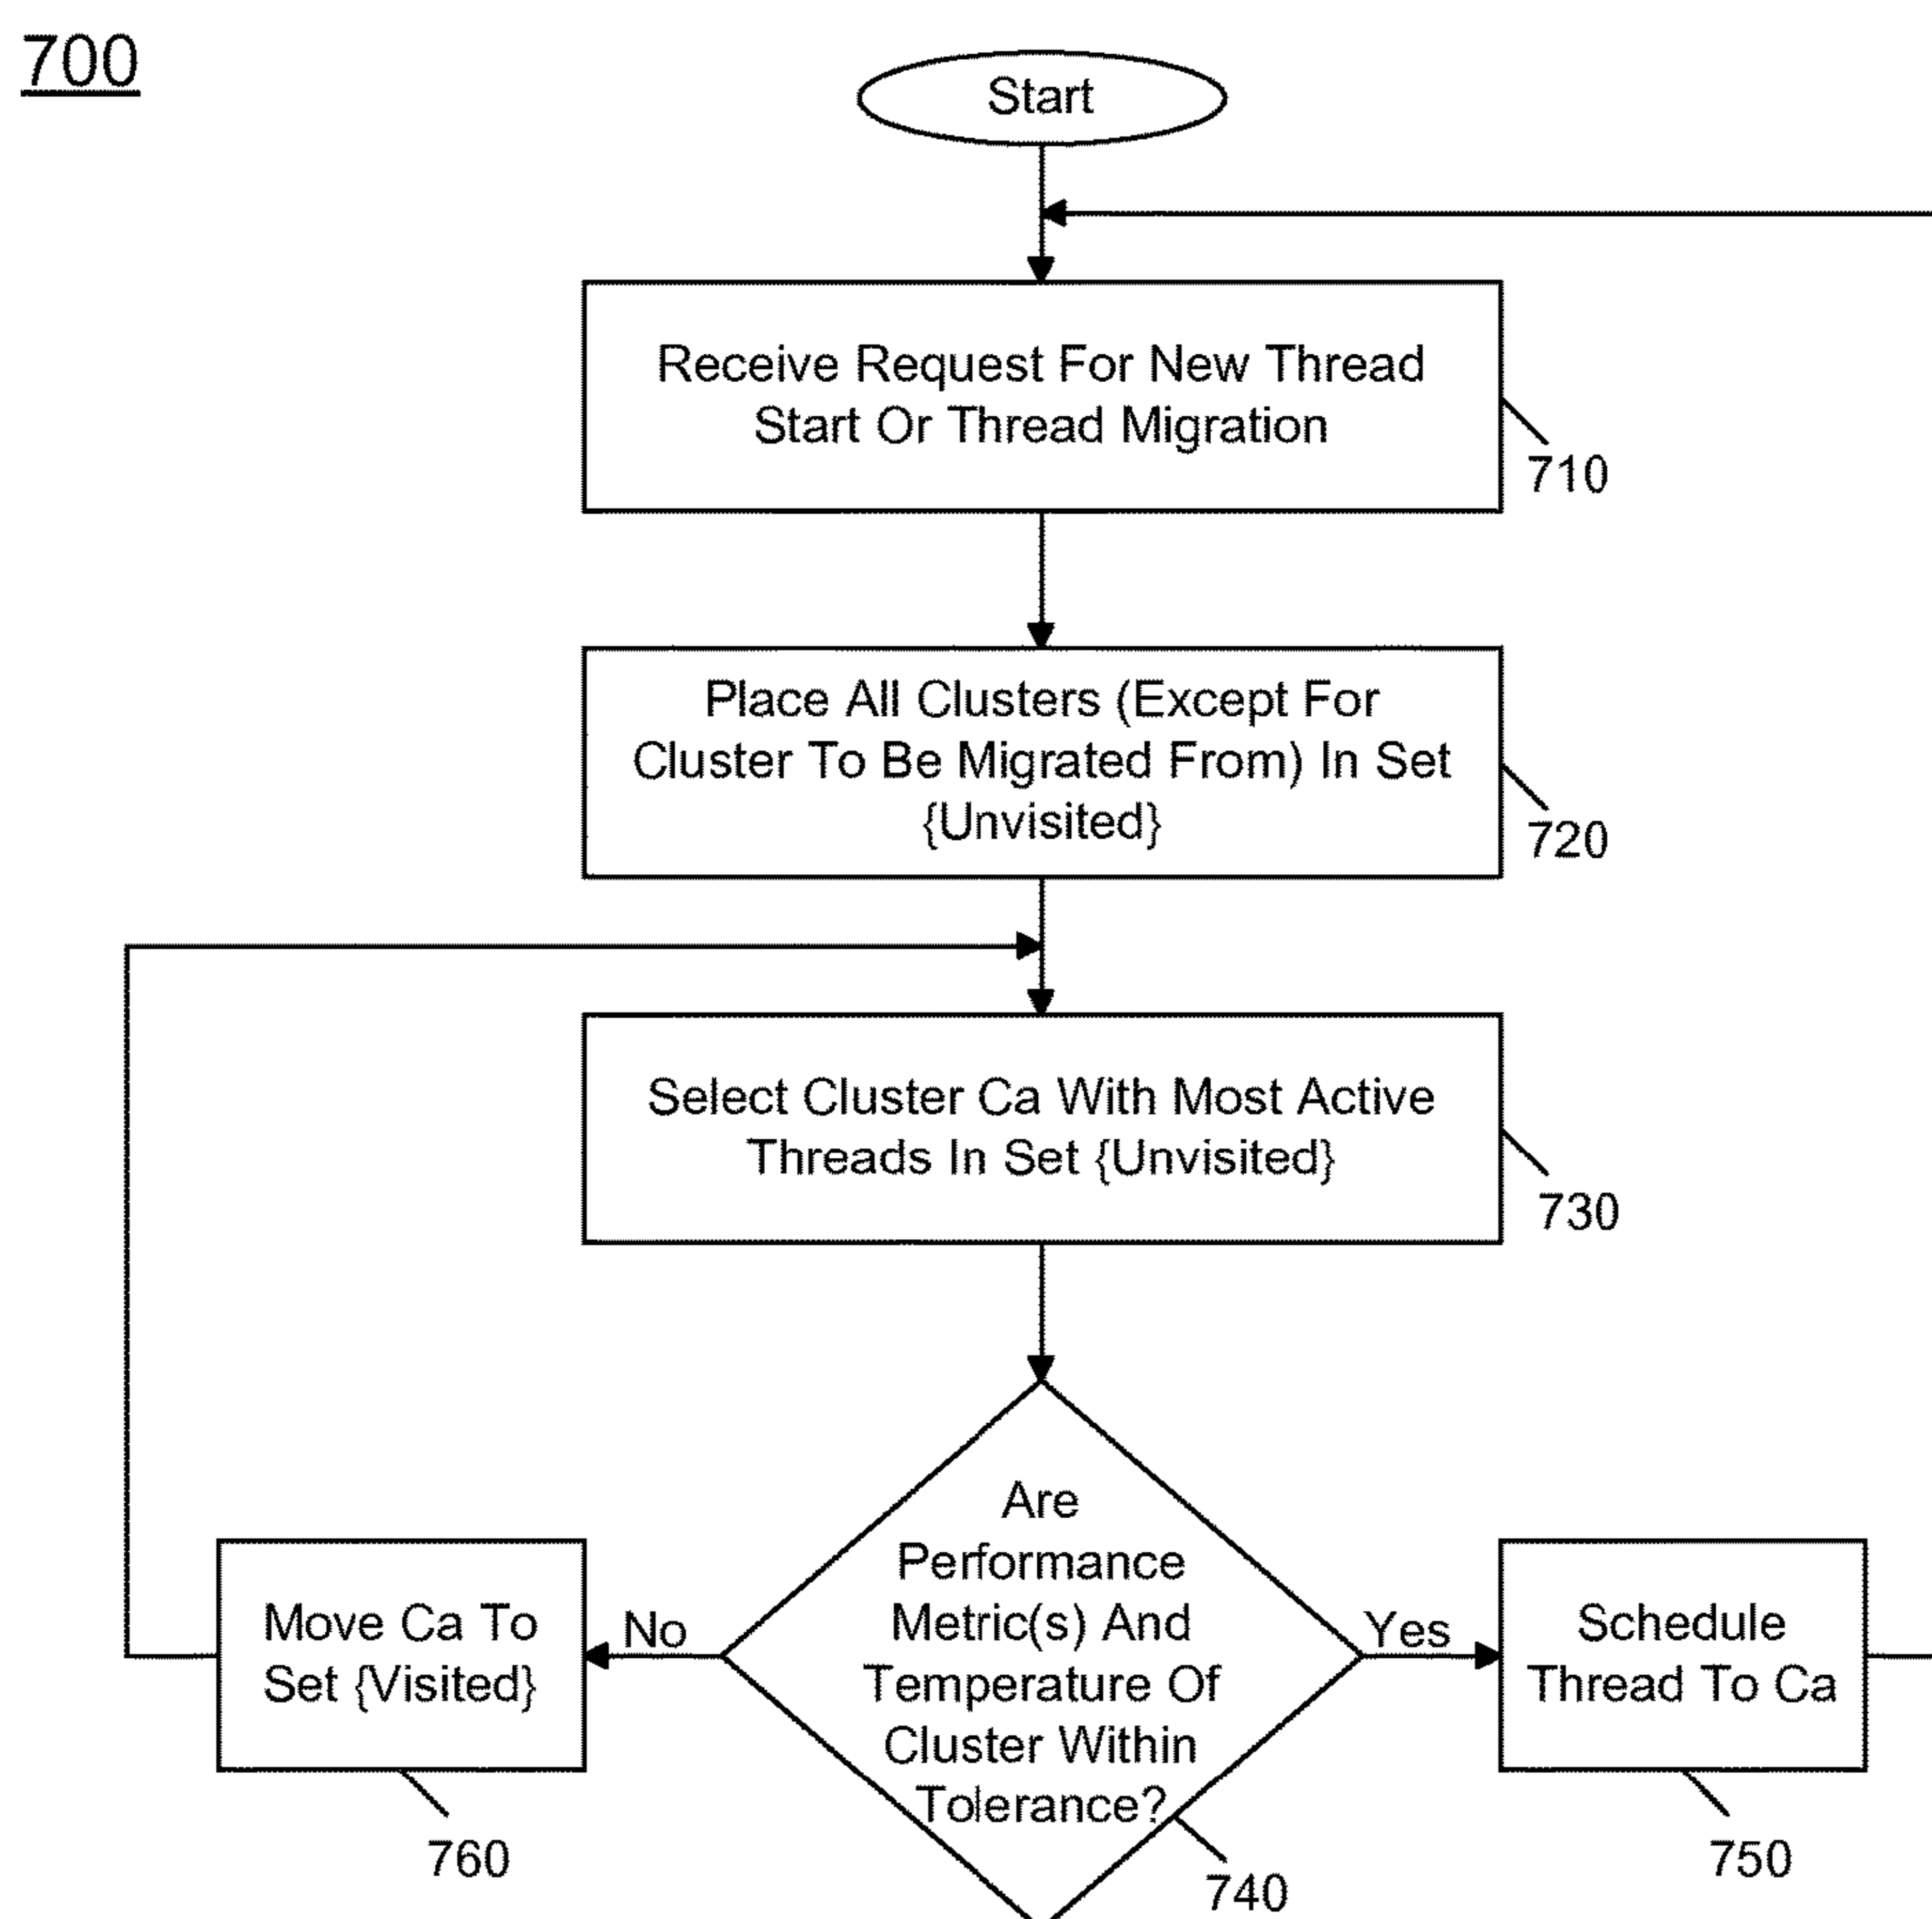 700
Start
Receive Request For New Thread
Start Or Thread Migration
710
Place All Clusters (Except For
Cluster To Be Migrated From) In Set
{Unvisited}
720
Select Cluster Ca With Most Active
Threads In Set {Unvisited}
730
Are
Performance
Metric(s) And
Temperature Of
Cluster Within
Tolerance?
740
No
Move Ca To
Set {Visited}
760
Yes
Schedule
Thread To Ca
750